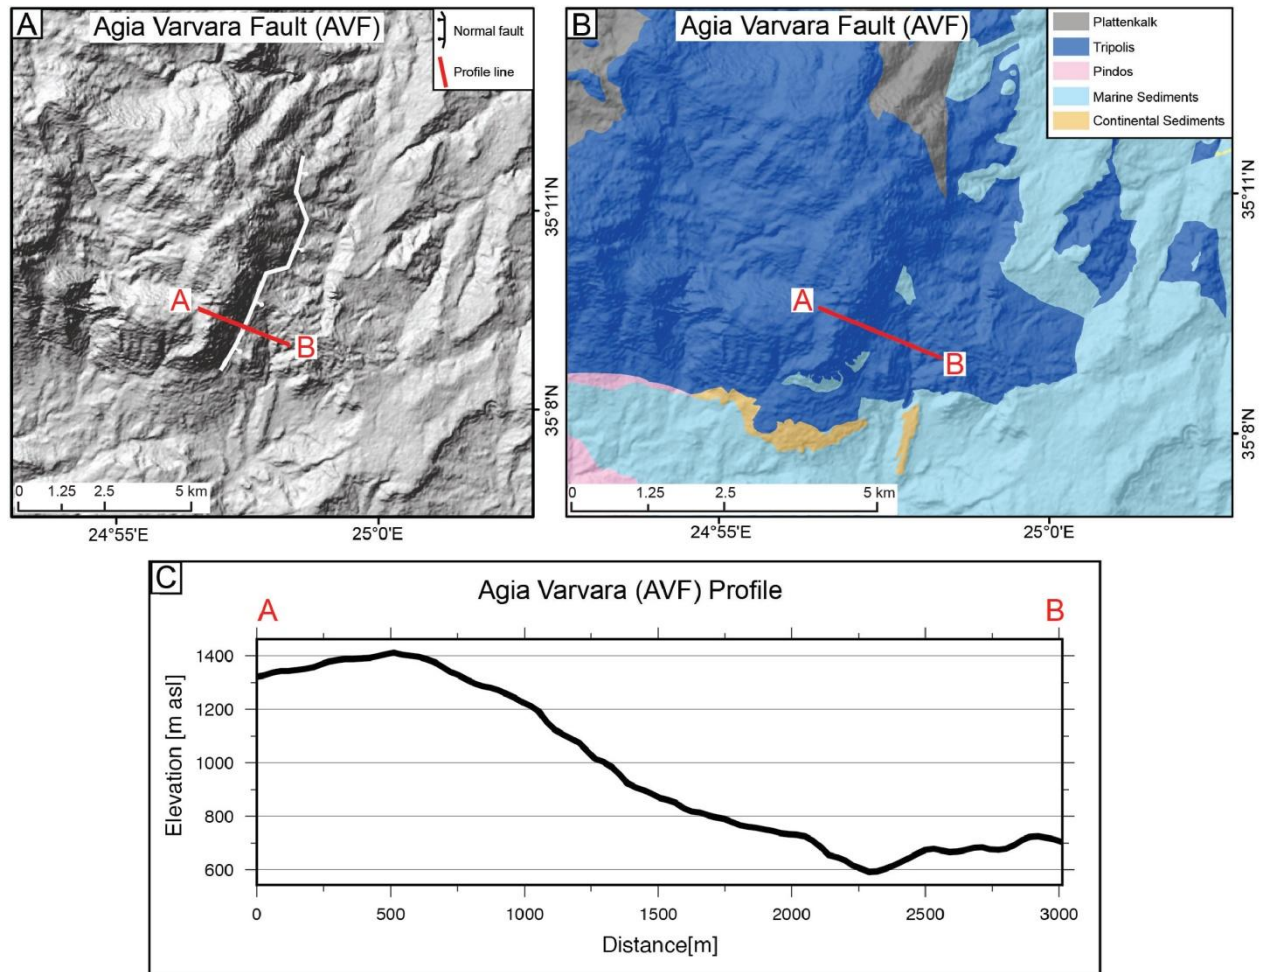 A
Agia Varvara Fault (AVF)
Normal fault
Profile line
A
B
35°11'N
35°8'N
0 1.25 2.5 5 km
24°55'E 25°0'E
B
Agia Varvara Fault (AVF)
Plattenkalk
Tripolis
Pindos
Marine Sediments
Continental Sediments
A
B
35°11'N
35°8'N
0 1.25 2.5 5 km
24°55'E 25°0'E
C
Agia Varvara (AVF) Profile
A B
Elevation [m asl]
1400
1200
1000
800
600
0 500 1000 1500 2000 2500 3000
Distance[m]